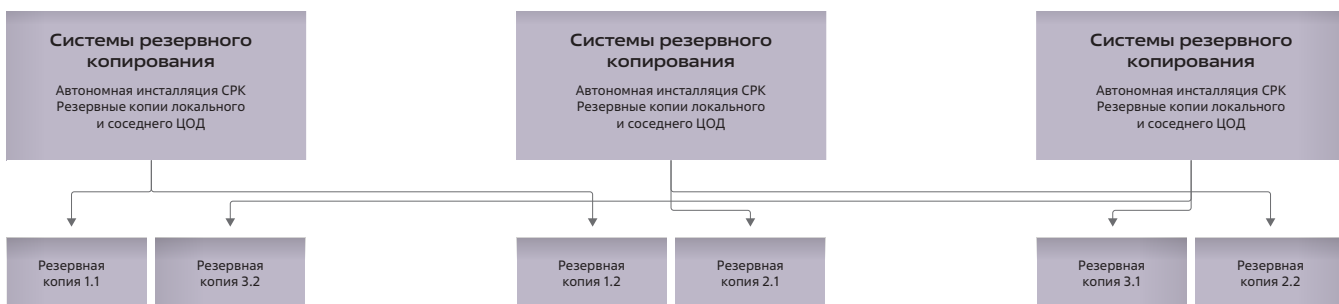 Системы резервного
копирования
Автономная инсталляция СРК
Резервные копии локального
и соседнего ЦОД
Системы резервного
копирования
Автономная инсталляция СРК
Резервные копии локального
и соседнего ЦОД
Системы резервного
копирования
Автономная инсталляция СРК
Резервные копии локального
и соседнего ЦОД
Резервная
копия 1.1
Резервная
копия 3.2
Резервная
копия 1.2
Резервная
копия 2.1
Резервная
копия 3.1
Резервная
копия 2.2